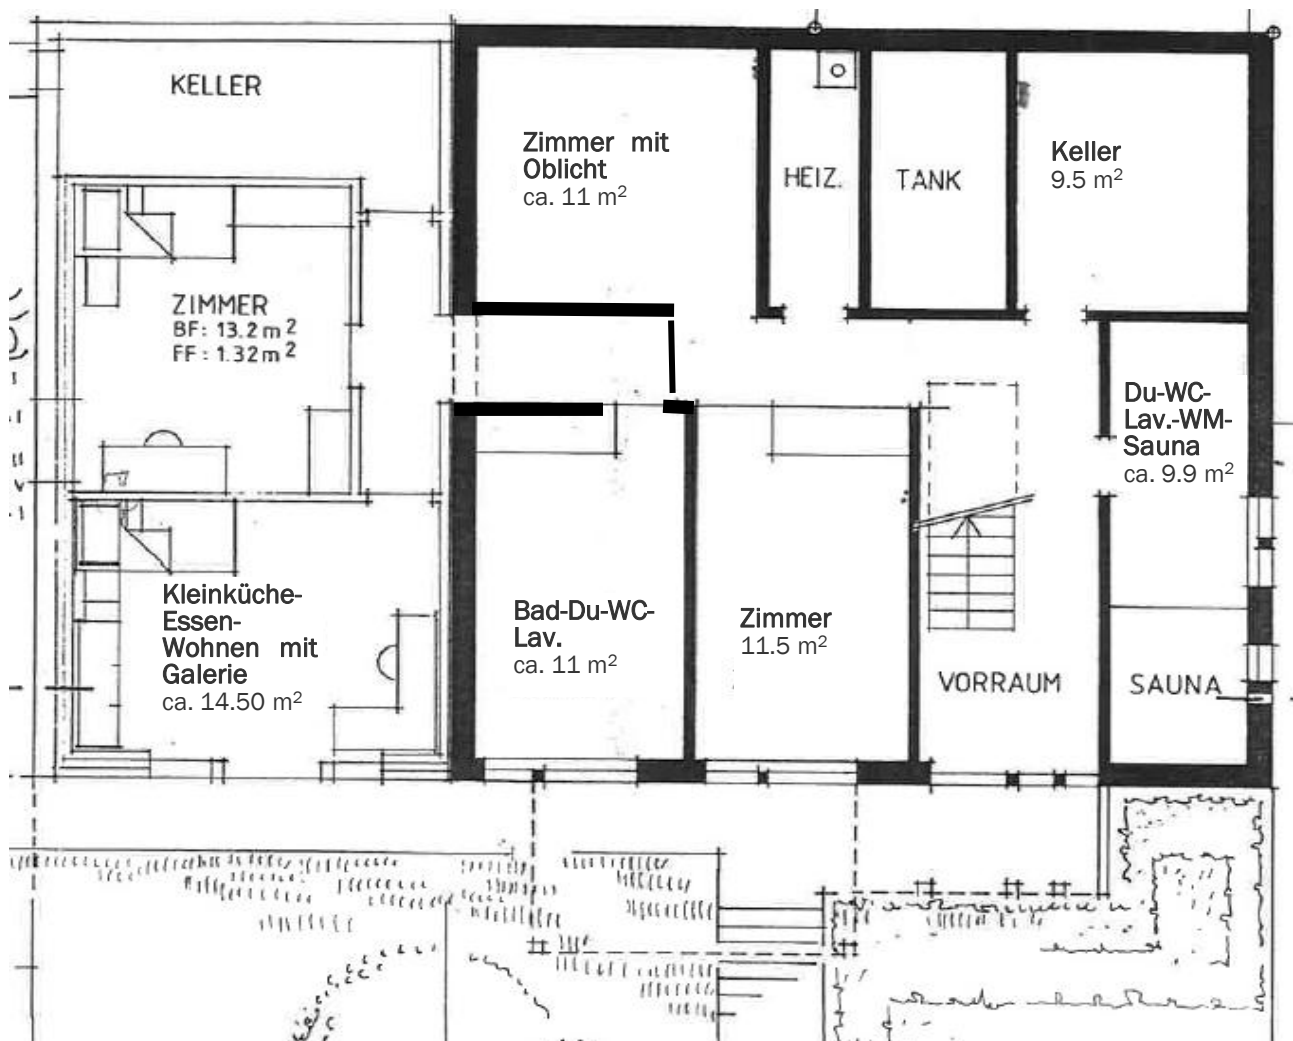 KELLER
Zimmer mit
Oblicht
ca. 11 m²
HEIZ.
TANK
Keller
9.5 m²
ZIMMER
BF: 13.2 m²
FF: 1.32 m²
Du-WC-
Lav.-WM-
Sauna
ca. 9.9 m²
Kleinküche-
Essen-
Wohnen mit
Galerie
ca. 14.50 m²
Bad-Du-WC-
Lav.
ca. 11 m²
Zimmer
11.5 m²
VORRAUM
SAUNA